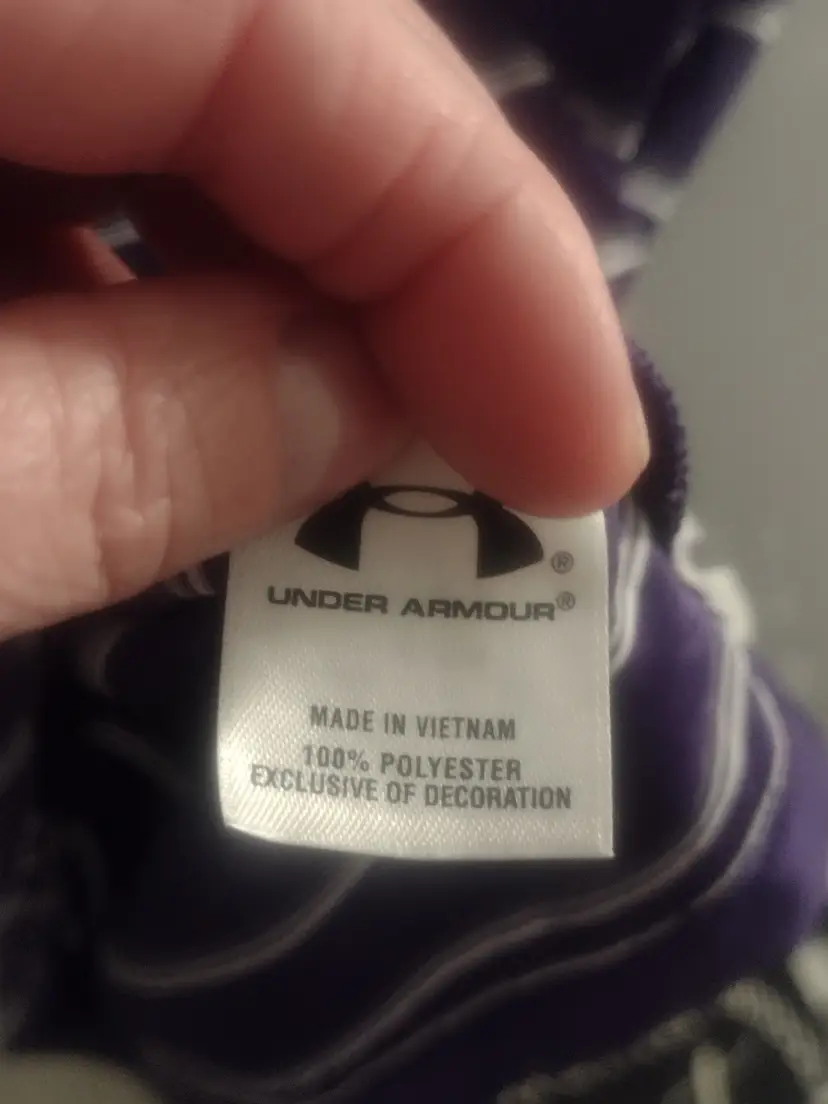 ®
UNDER ARMOUR®
MADE IN VIETNAM
100% POLYESTER
EXCLUSIVE OF DECORATION